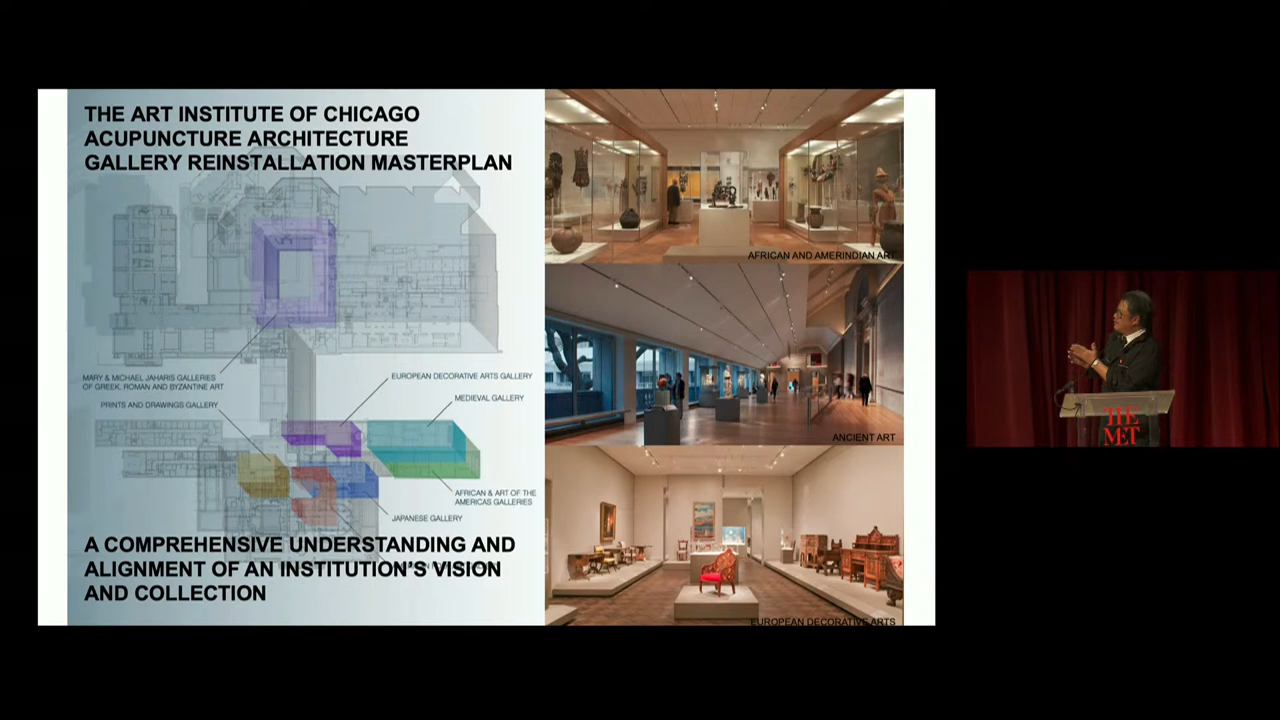 THE ART INSTITUTE OF CHICAGO
ACUPUNCTURE ARCHITECTURE
GALLERY REINSTALLATION MASTERPLAN
MARY & MICHAEL JAHARIS GALLERIES
OF GREEK, ROMAN AND BYZANTINE ART
PRINTS AND DRAWINGS GALLERY
EUROPEAN DECORATIVE ARTS GALLERY
MEDIEVAL GALLERY
AFRICAN & ART OF THE
AMERICAS GALLERIES
JAPANESE GALLERY
A COMPREHENSIVE UNDERSTANDING AND
ALIGNMENT OF AN INSTITUTION'S VISION
AND COLLECTION
AFRICAN AND AMERINDIAN ART
ANCIENT ART
EUROPEAN DECORATIVE ARTS
THE
MET